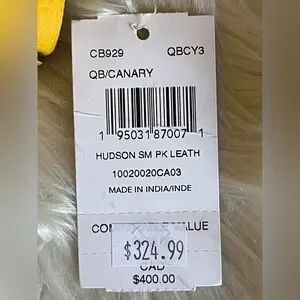 CB929 QBCY3
QB/CANARY
1 95031 87007 1
HUDSON SM PK LEATH
10020020CA03
MADE IN INDIA/INDE
VALUE
$324.99
CAD
$400.00